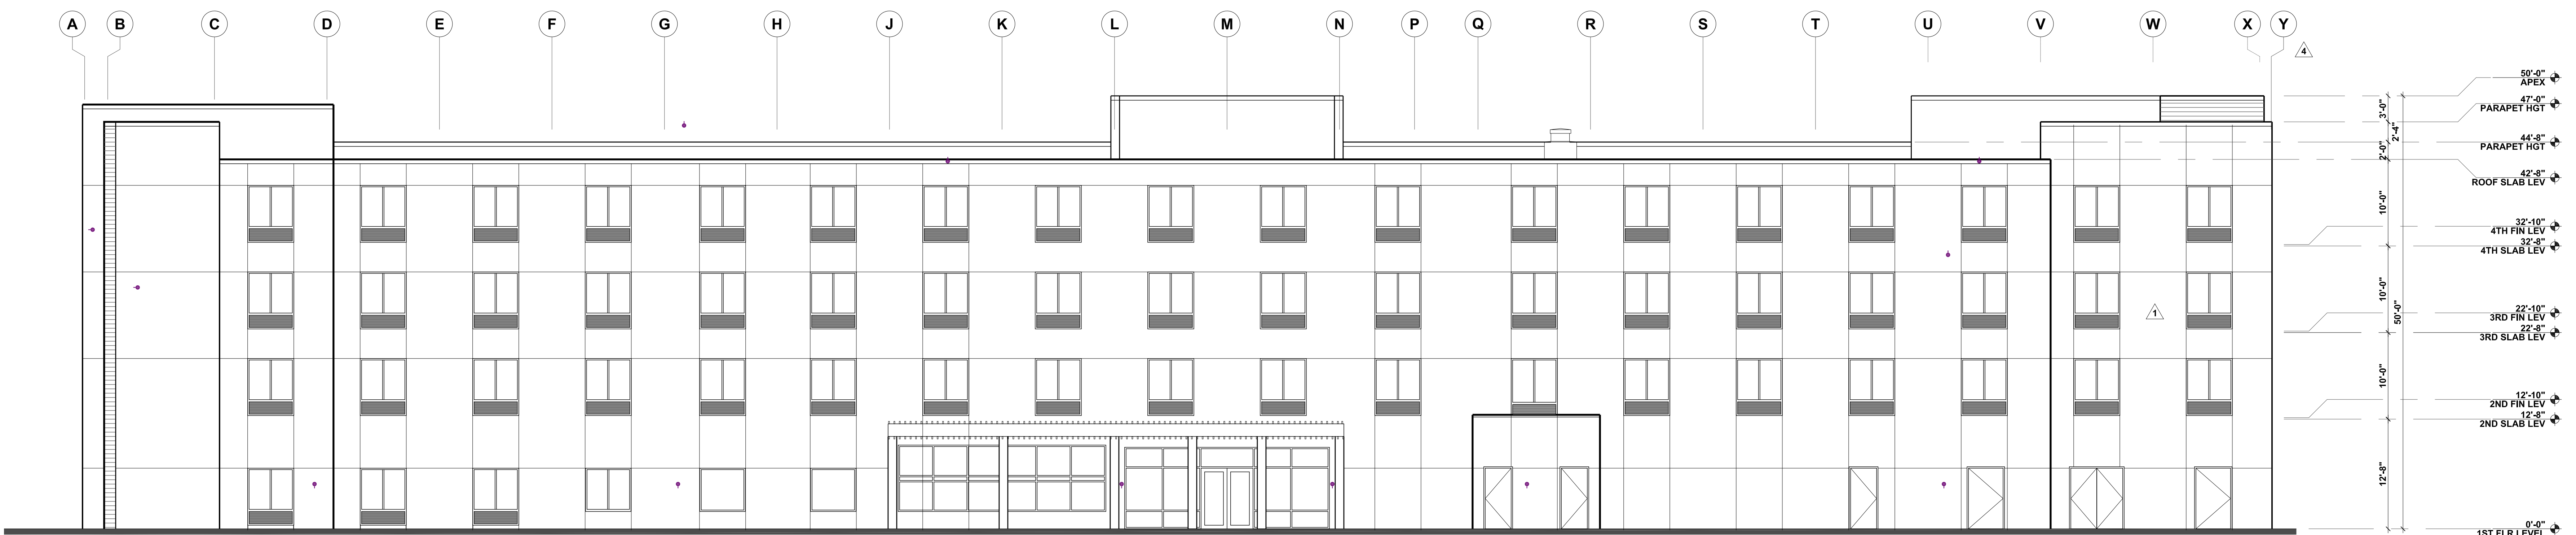 A B C D E F G H J K L M N P Q R S T U V W X Y
4
50'-0"
APEX
47'-0"
PARAPET HGT
3'-0"
2'-4"
44'-8"
PARAPET HGT
2'-0"
42'-8"
ROOF SLAB LEV
10'-0"
32'-10"
4TH FIN LEV
32'-8"
4TH SLAB LEV
10'-0"
50'-0"
1
22'-10"
3RD FIN LEV
22'-8"
3RD SLAB LEV
10'-0"
12'-10"
2ND FIN LEV
12'-8"
2ND SLAB LEV
12'-8"
0'-0"
1ST FLR LEVEL